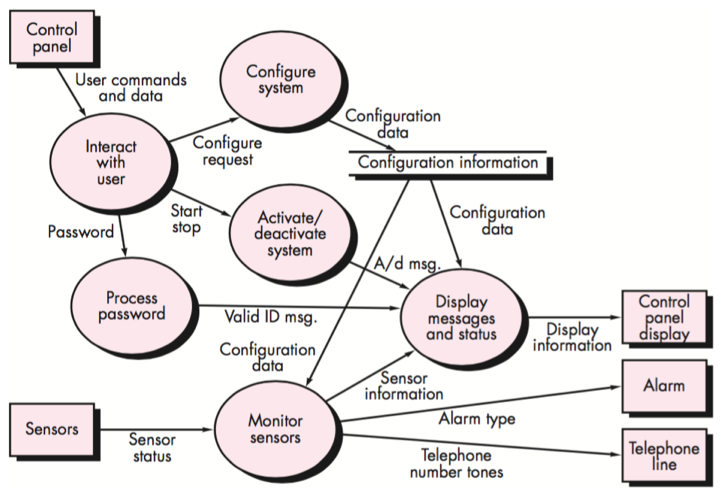 Control
panel
User commands
and data
Configure
system
Configuration
data
Interact
with
user
Configure
request
Configuration information
Password
Start
stop
Activate/
deactivate
system
Configuration
data
A/d msg.
Process
password
Valid ID msg.
Display
messages
and status
Display
information
Control
panel
display
Configuration
data
Sensor
information
Alarm
Sensors
Sensor
status
Monitor
sensors
Alarm type
Telephone
number tones
Telephone
line